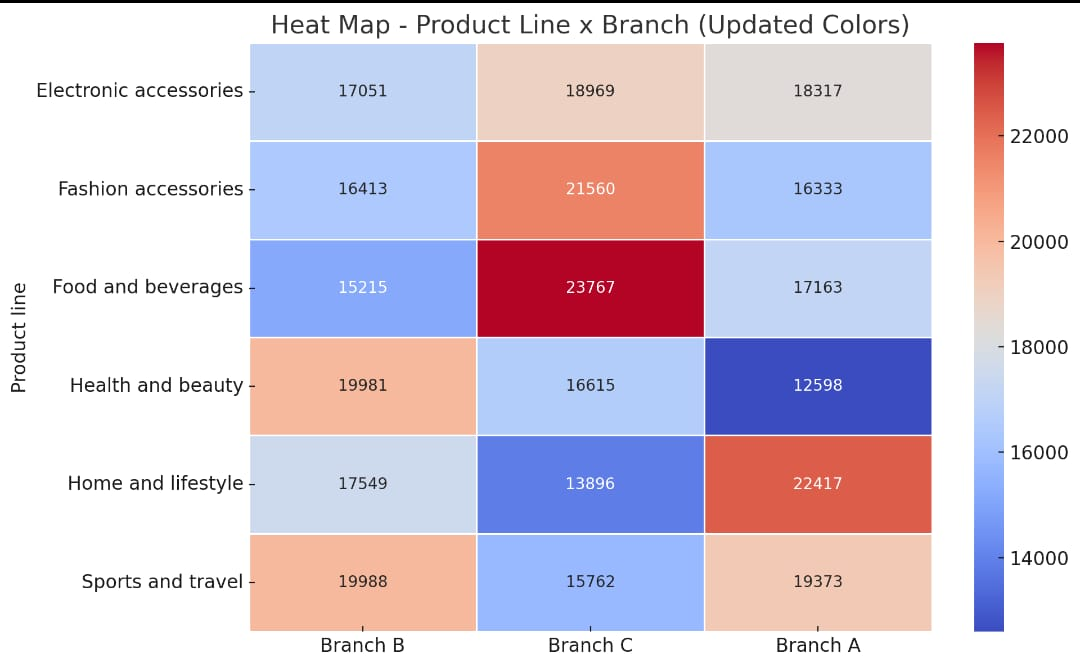 Heat Map - Product Line x Branch (Updated Colors)
Product line
Electronic accessories 17051 18969 18317
Fashion accessories 16413 21560 16333
Food and beverages 15215 23767 17163
Health and beauty 19981 16615 12598
Home and lifestyle 17549 13896 22417
Sports and travel 19988 15762 19373
Branch B Branch C Branch A
22000
20000
18000
16000
14000